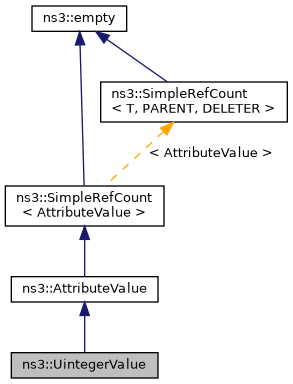 ns3::empty
ns3::SimpleRefCount
< T, PARENT, DELETER >
< AttributeValue >
ns3::SimpleRefCount
< AttributeValue >
ns3::AttributeValue
ns3::UintegerValue